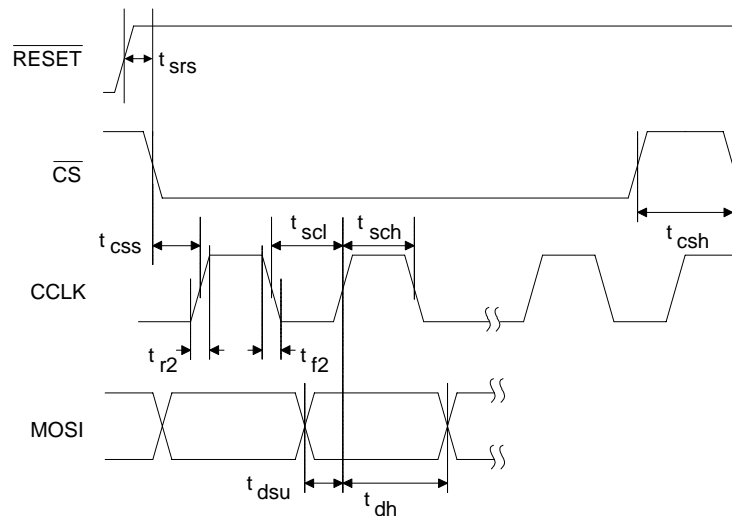 RESET
t srs
CS
t css
t scl
t sch
t csh
CCLK
t r2
t f2
MOSI
t dsu
t dh